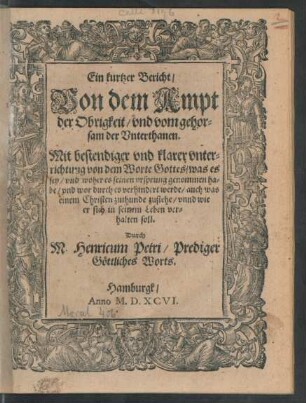 Ein kurtzer Bericht/
Von dem Ampt
der Obrigkeit/ vnd vom gehor-
sam der Vnterthanen.
Mit bestendiger vnd klarer vnter-
richtung von dem Worte Gottes/ was es
sey/ vnd woher es seinen vrsprung genommen ha-
be/ vnd wor durch es verhindert werde/ auch was
einem Christen zuthunde zustehe/ vnnd wie
er sich in seinem Leben ver-
halten soll.
Durch
M. Henricum Petri/ Prediger
Göttliches Worts.
Hamburgk/
Anno M. D. XCVI.